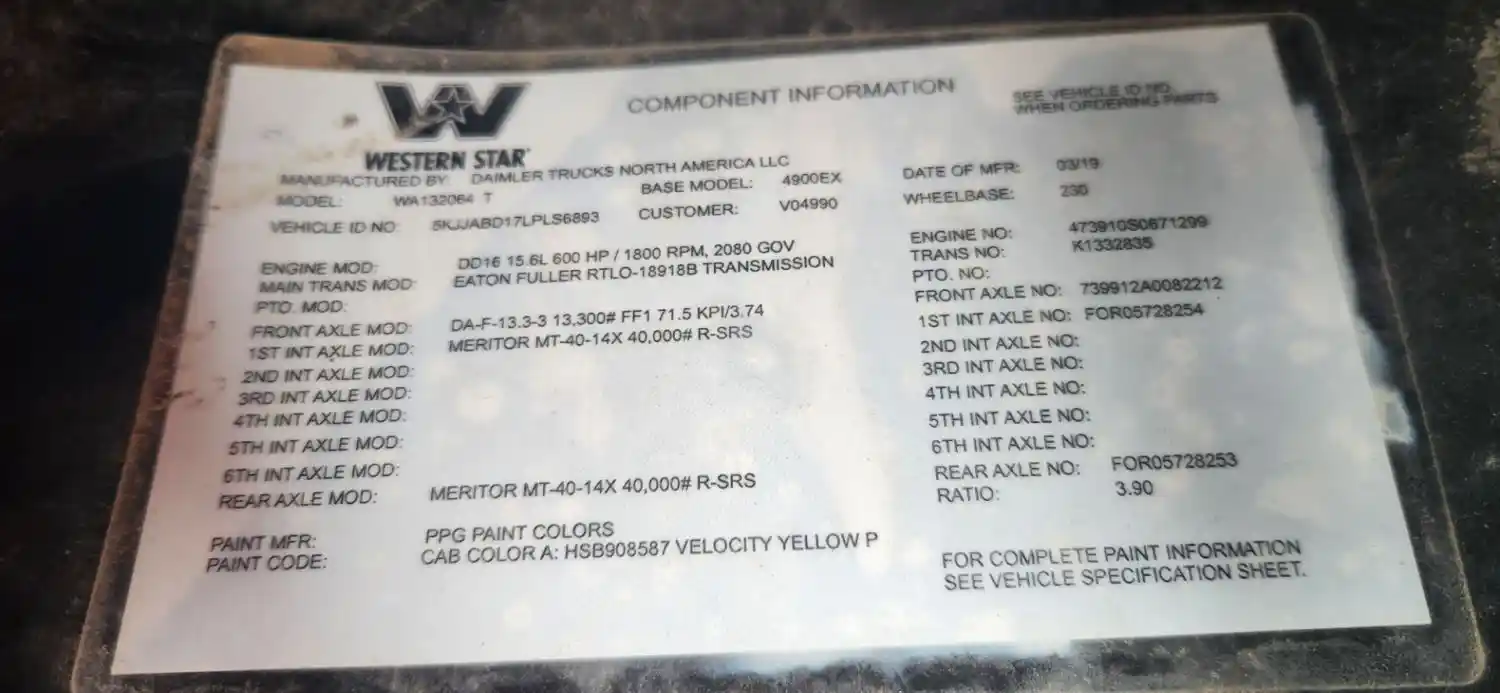 COMPONENT INFORMATION
SEE VEHICLE ID NO.
WHEN ORDERING PARTS
WESTERN STAR
MANUFACTURED BY: DAIMLER TRUCKS NORTH AMERICA LLC
MODEL: WA132064 T BASE MODEL: 4900EX
DATE OF MFR: 03/19
VEHICLE ID NO: 5KJJABD17LPLS6893 CUSTOMER: V04990
WHEELBASE: 230
ENGINE MOD: DD16 15.6L 600 HP / 1800 RPM, 2080 GOV
ENGINE NO: 473910S0671299
MAIN TRANS MOD: EATON FULLER RTLO-18918B TRANSMISSION
TRANS NO: K1332835
PTO. MOD:
PTO. NO:
FRONT AXLE MOD: DA-F-13.3-3 13,300# FF1 71.5 KPI/3.74
FRONT AXLE NO: 739912A0082212
1ST INT AXLE MOD: MERITOR MT-40-14X 40,000# R-SRS
1ST INT AXLE NO: FOR05728254
2ND INT AXLE MOD:
2ND INT AXLE NO:
3RD INT AXLE MOD:
3RD INT AXLE NO:
4TH INT AXLE MOD:
4TH INT AXLE NO:
5TH INT AXLE MOD:
5TH INT AXLE NO:
6TH INT AXLE MOD:
6TH INT AXLE NO:
REAR AXLE MOD: MERITOR MT-40-14X 40,000# R-SRS
REAR AXLE NO: FOR05728253
RATIO: 3.90
PAINT MFR: PPG PAINT COLORS
PAINT CODE: CAB COLOR A: HSB908587 VELOCITY YELLOW P
FOR COMPLETE PAINT INFORMATION
SEE VEHICLE SPECIFICATION SHEET.